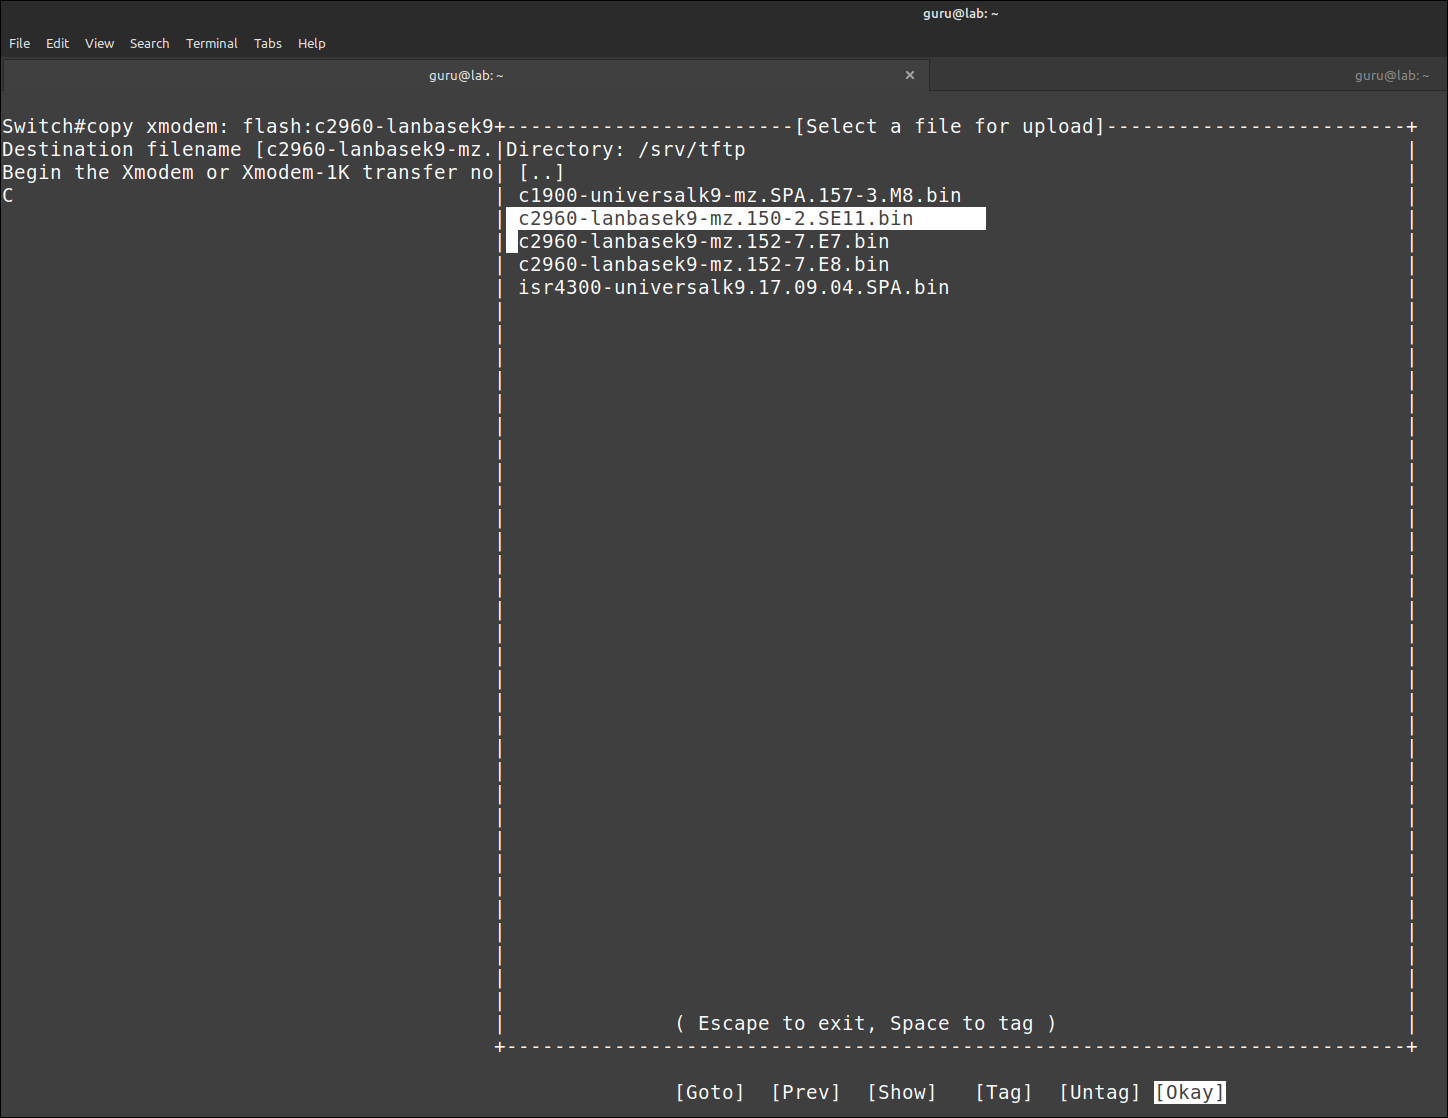 guru@lab: ~
File Edit View Search Terminal Tabs Help
guru@lab: ~ × guru@lab: ~
Switch#copy xmodem: flash:c2960-lanbasek9+------------------------[Select a file for upload]-------------------------+
Destination filename [c2960-lanbasek9-mz.|Directory: /srv/tftp |
Begin the Xmodem or Xmodem-1K transfer no| [..] |
C | c1900-universalk9-mz.SPA.157-3.M8.bin |
| c2960-lanbasek9-mz.150-2.SE11.bin |
| c2960-lanbasek9-mz.152-7.E7.bin |
| c2960-lanbasek9-mz.152-7.E8.bin |
| isr4300-universalk9.17.09.04.SPA.bin |
| ( Escape to exit, Space to tag ) |
+---------------------------------------------------------------------------+
[Goto] [Prev] [Show] [Tag] [Untag] [Okay]